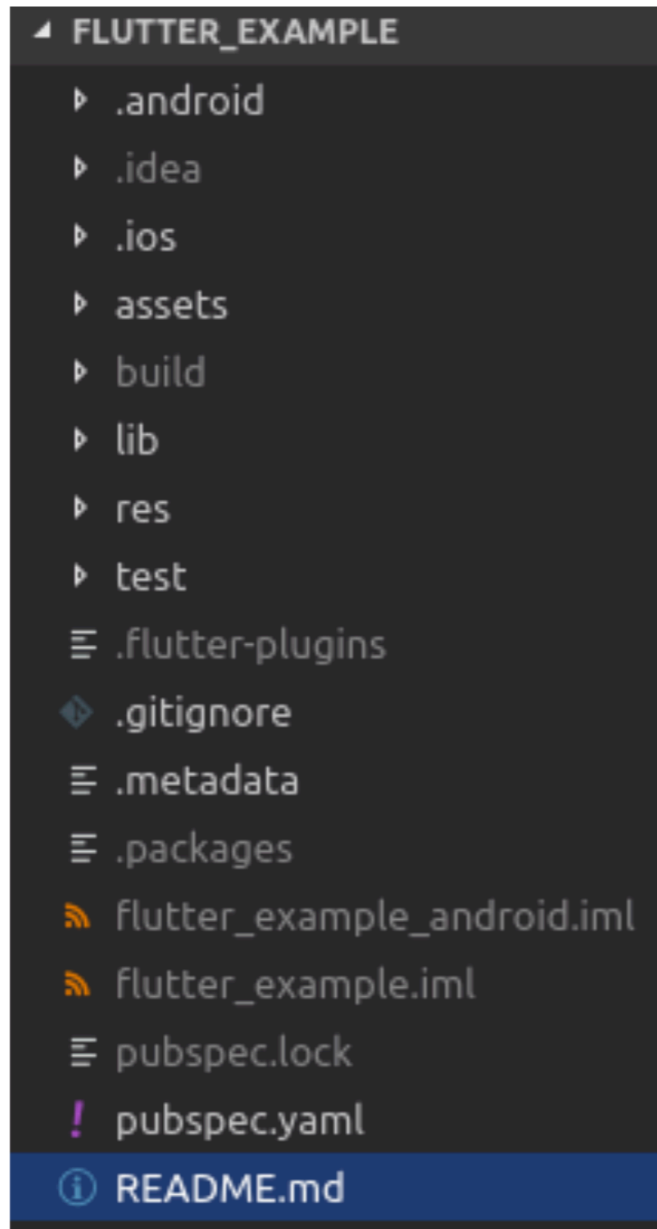 FLUTTER_EXAMPLE
.android
.idea
.ios
assets
build
lib
res
test
.flutter-plugins
.gitignore
.metadata
.packages
flutter_example_android.iml
flutter_example.iml
pubspec.lock
pubspec.yaml
README.md